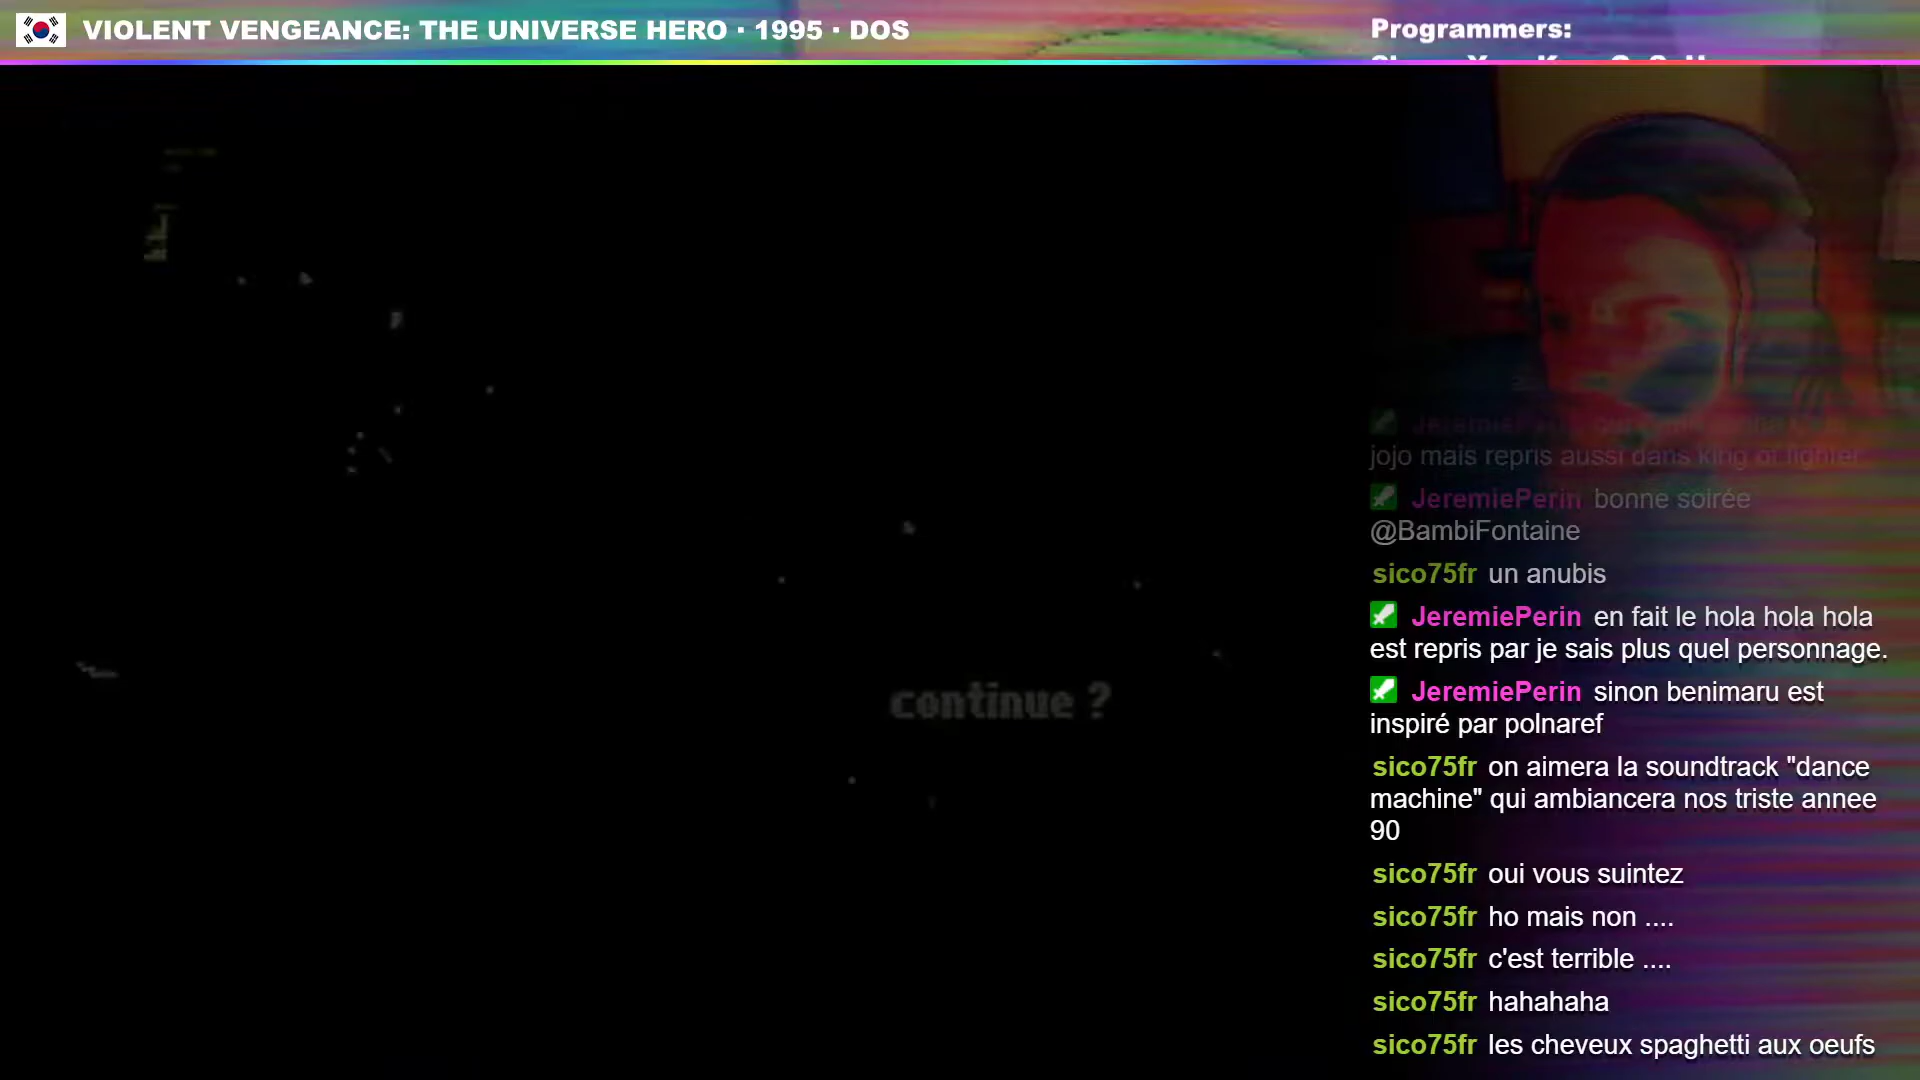 VIOLENT VENGEANCE: THE UNIVERSE HERO · 1995 · DOS
Programmers:
continue ?
JeremiePerin
jojo mais repris aussi dans king of fighter
JeremiePerin bonne soirée
@BambiFontaine
sico75fr un anubis
JeremiePerin en fait le hola hola hola
est repris par je sais plus quel personnage.
JeremiePerin sinon benimaru est
inspiré par polnaref
sico75fr on aimera la soundtrack "dance
machine" qui ambiancera nos triste annee
90
sico75fr oui vous suintez
sico75fr ho mais non ....
sico75fr c'est terrible ....
sico75fr hahahaha
sico75fr les cheveux spaghetti aux oeufs